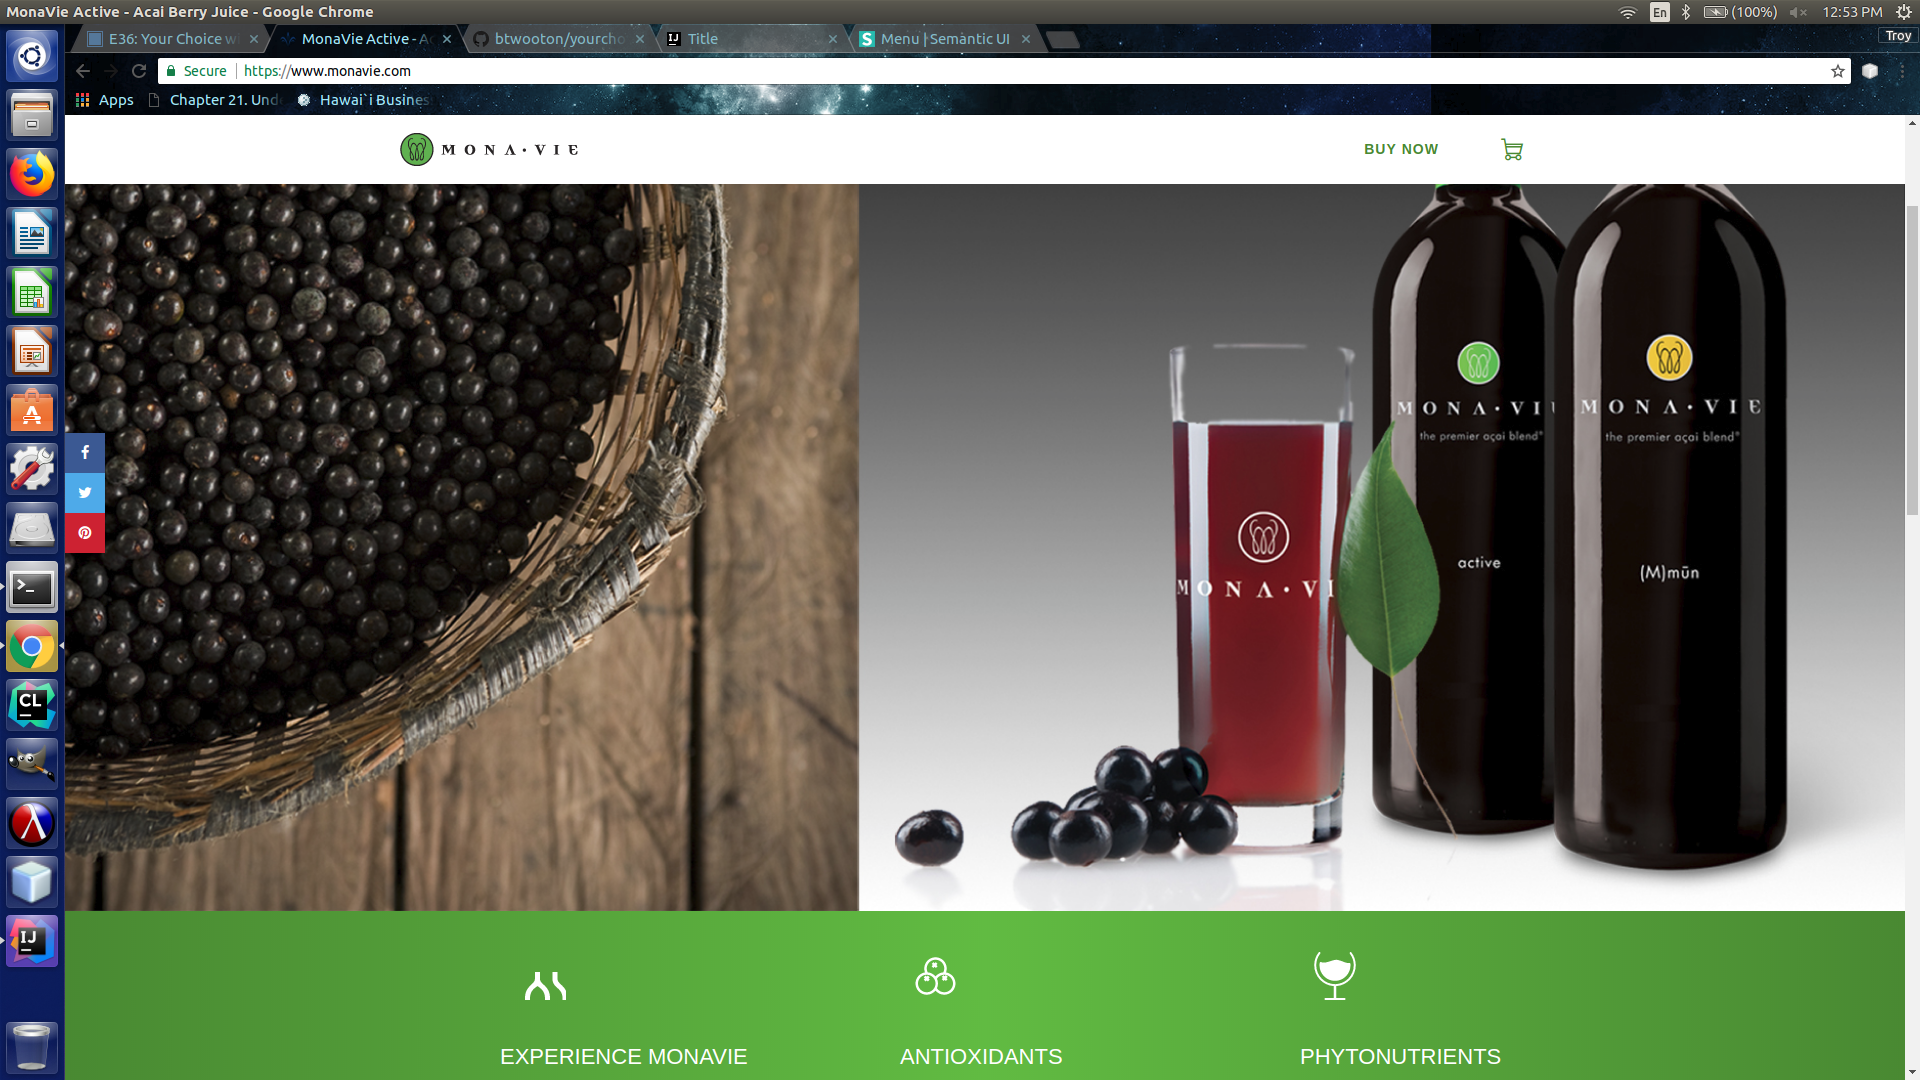 MonaVie Active - Acai Berry Juice - Google Chrome
En
(100%)
12:53 PM
E36: Your Choice w
MonaVie Active - A
btwooton/yourcho
Title
Menu | Semantic UI
Troy
Secure
https://www.monavie.com
Apps
Chapter 21. Und
Hawai`i Busines
MONA·VIE
BUY NOW
MONA·VI
the premier açai blend®
active
MONA·VIE
the premier açai blend®
(M)mūn
MONA·VI
EXPERIENCE MONAVIE
ANTIOXIDANTS
PHYTONUTRIENTS